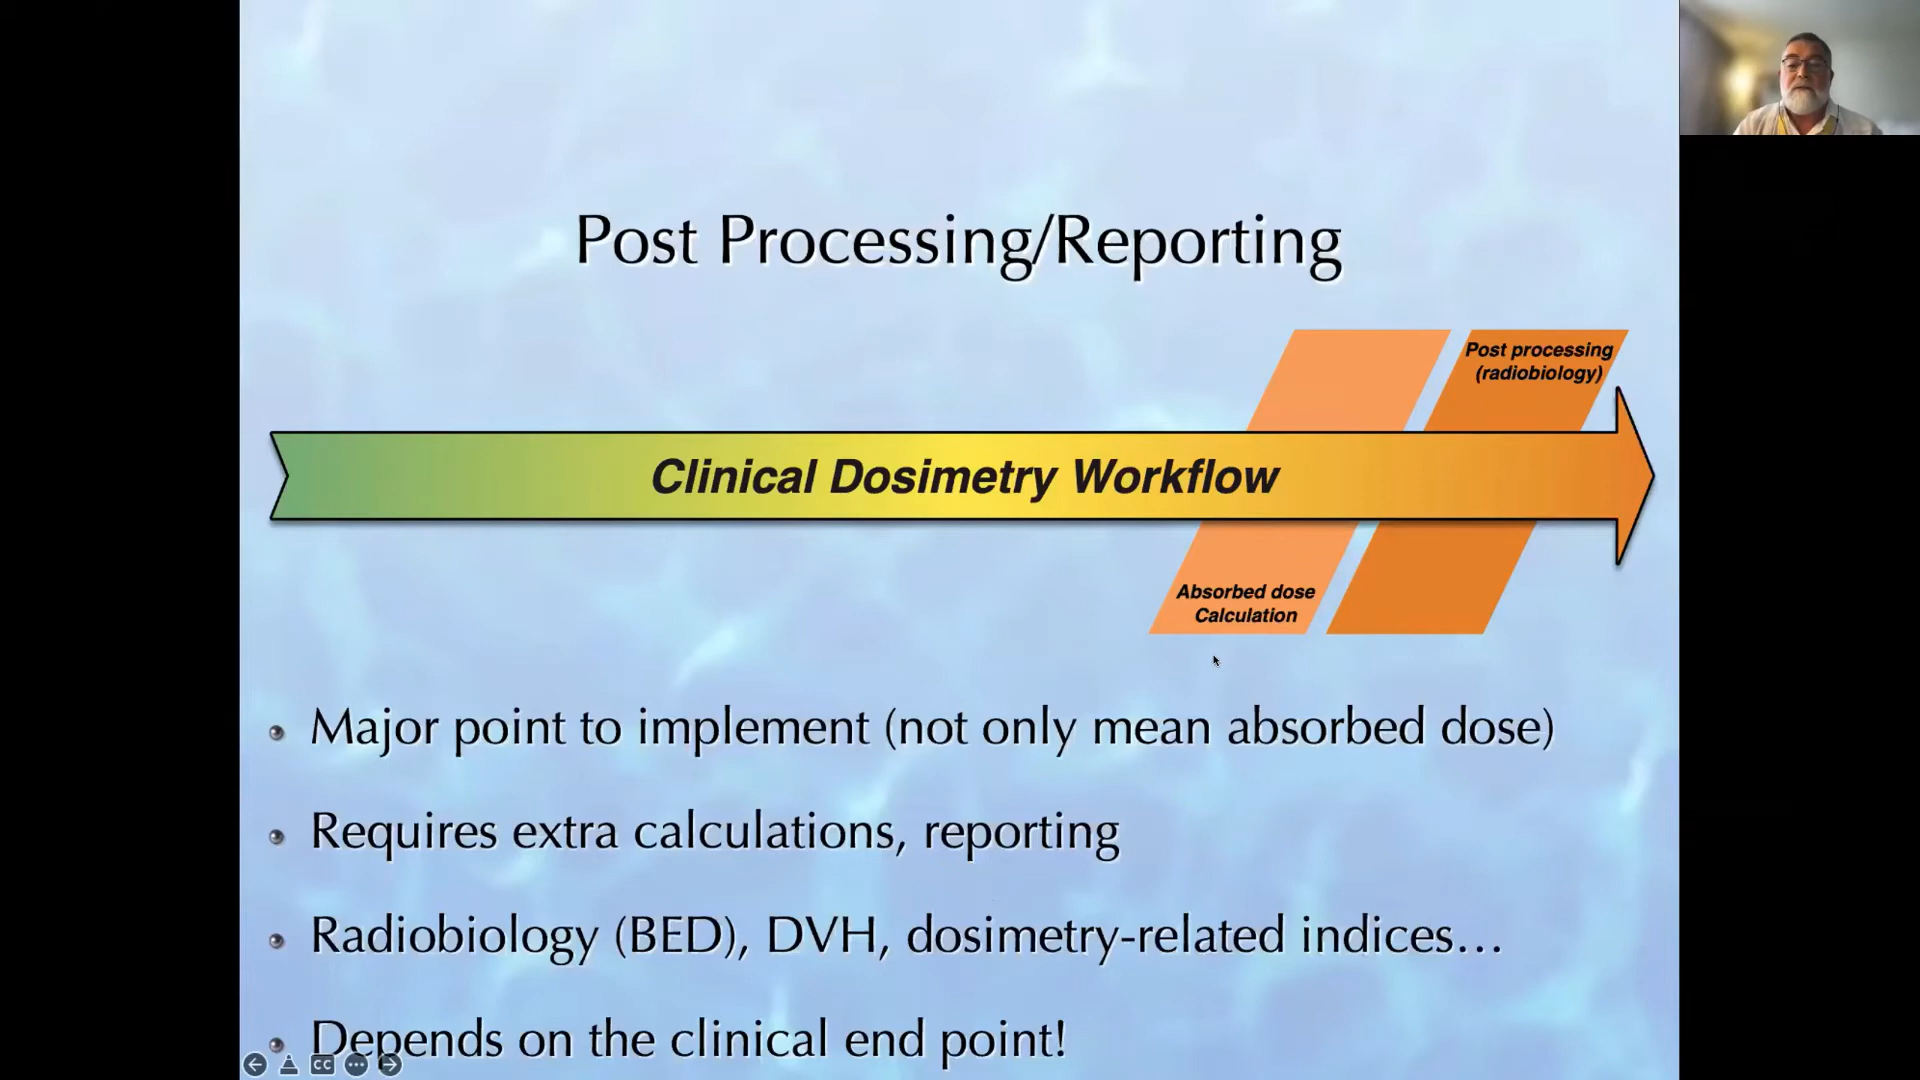 Post Processing/Reporting
Post processing
(radiobiology)
Clinical Dosimetry Workflow
Absorbed dose
Calculation
Major point to implement (not only mean absorbed dose)
Requires extra calculations, reporting
Radiobiology (BED), DVH, dosimetry-related indices…
Depends on the clinical end point!
CC